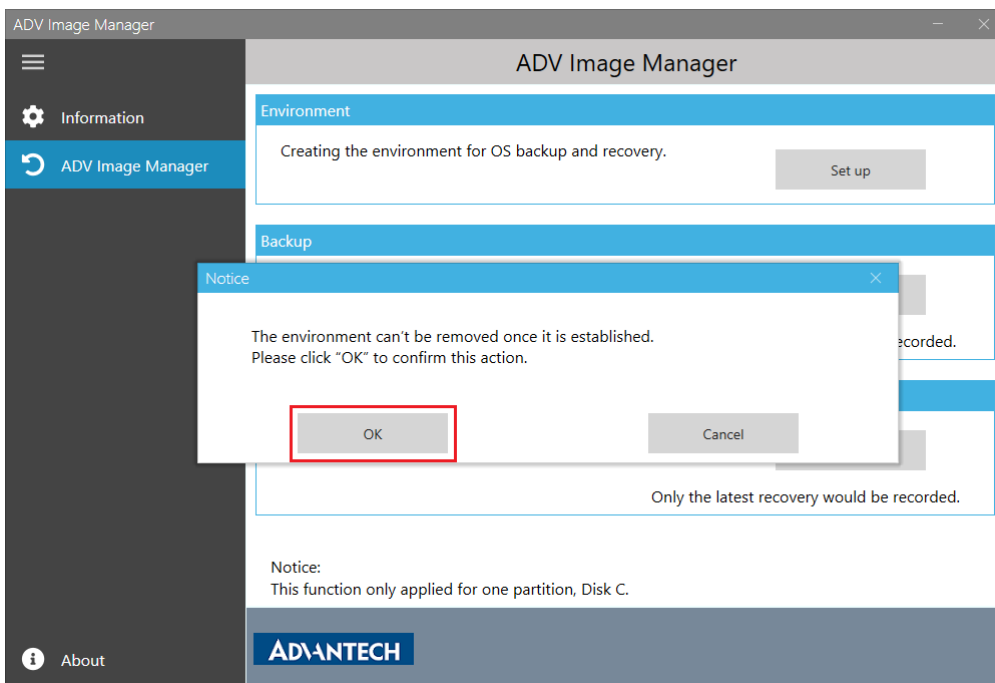 ADV Image Manager
ADV Image Manager
Information
ADV Image Manager
Environment
Creating the environment for OS backup and recovery.
Set up
Backup
Notice
The environment can't be removed once it is established.
Please click “OK” to confirm this action.
OK
Cancel
ecorded.
Only the latest recovery would be recorded.
Notice:
This function only applied for one partition, Disk C.
About
ADVANTECH